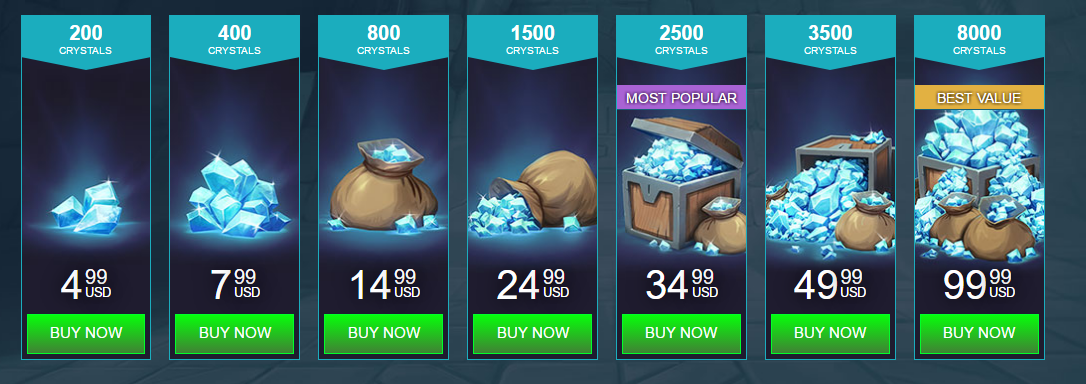 200
CRYSTALS
4.99 USD
BUY NOW
400
CRYSTALS
7.99 USD
BUY NOW
800
CRYSTALS
14.99 USD
BUY NOW
1500
CRYSTALS
24.99 USD
BUY NOW
2500
CRYSTALS
MOST POPULAR
34.99 USD
BUY NOW
3500
CRYSTALS
49.99 USD
BUY NOW
8000
CRYSTALS
BEST VALUE
99.99 USD
BUY NOW